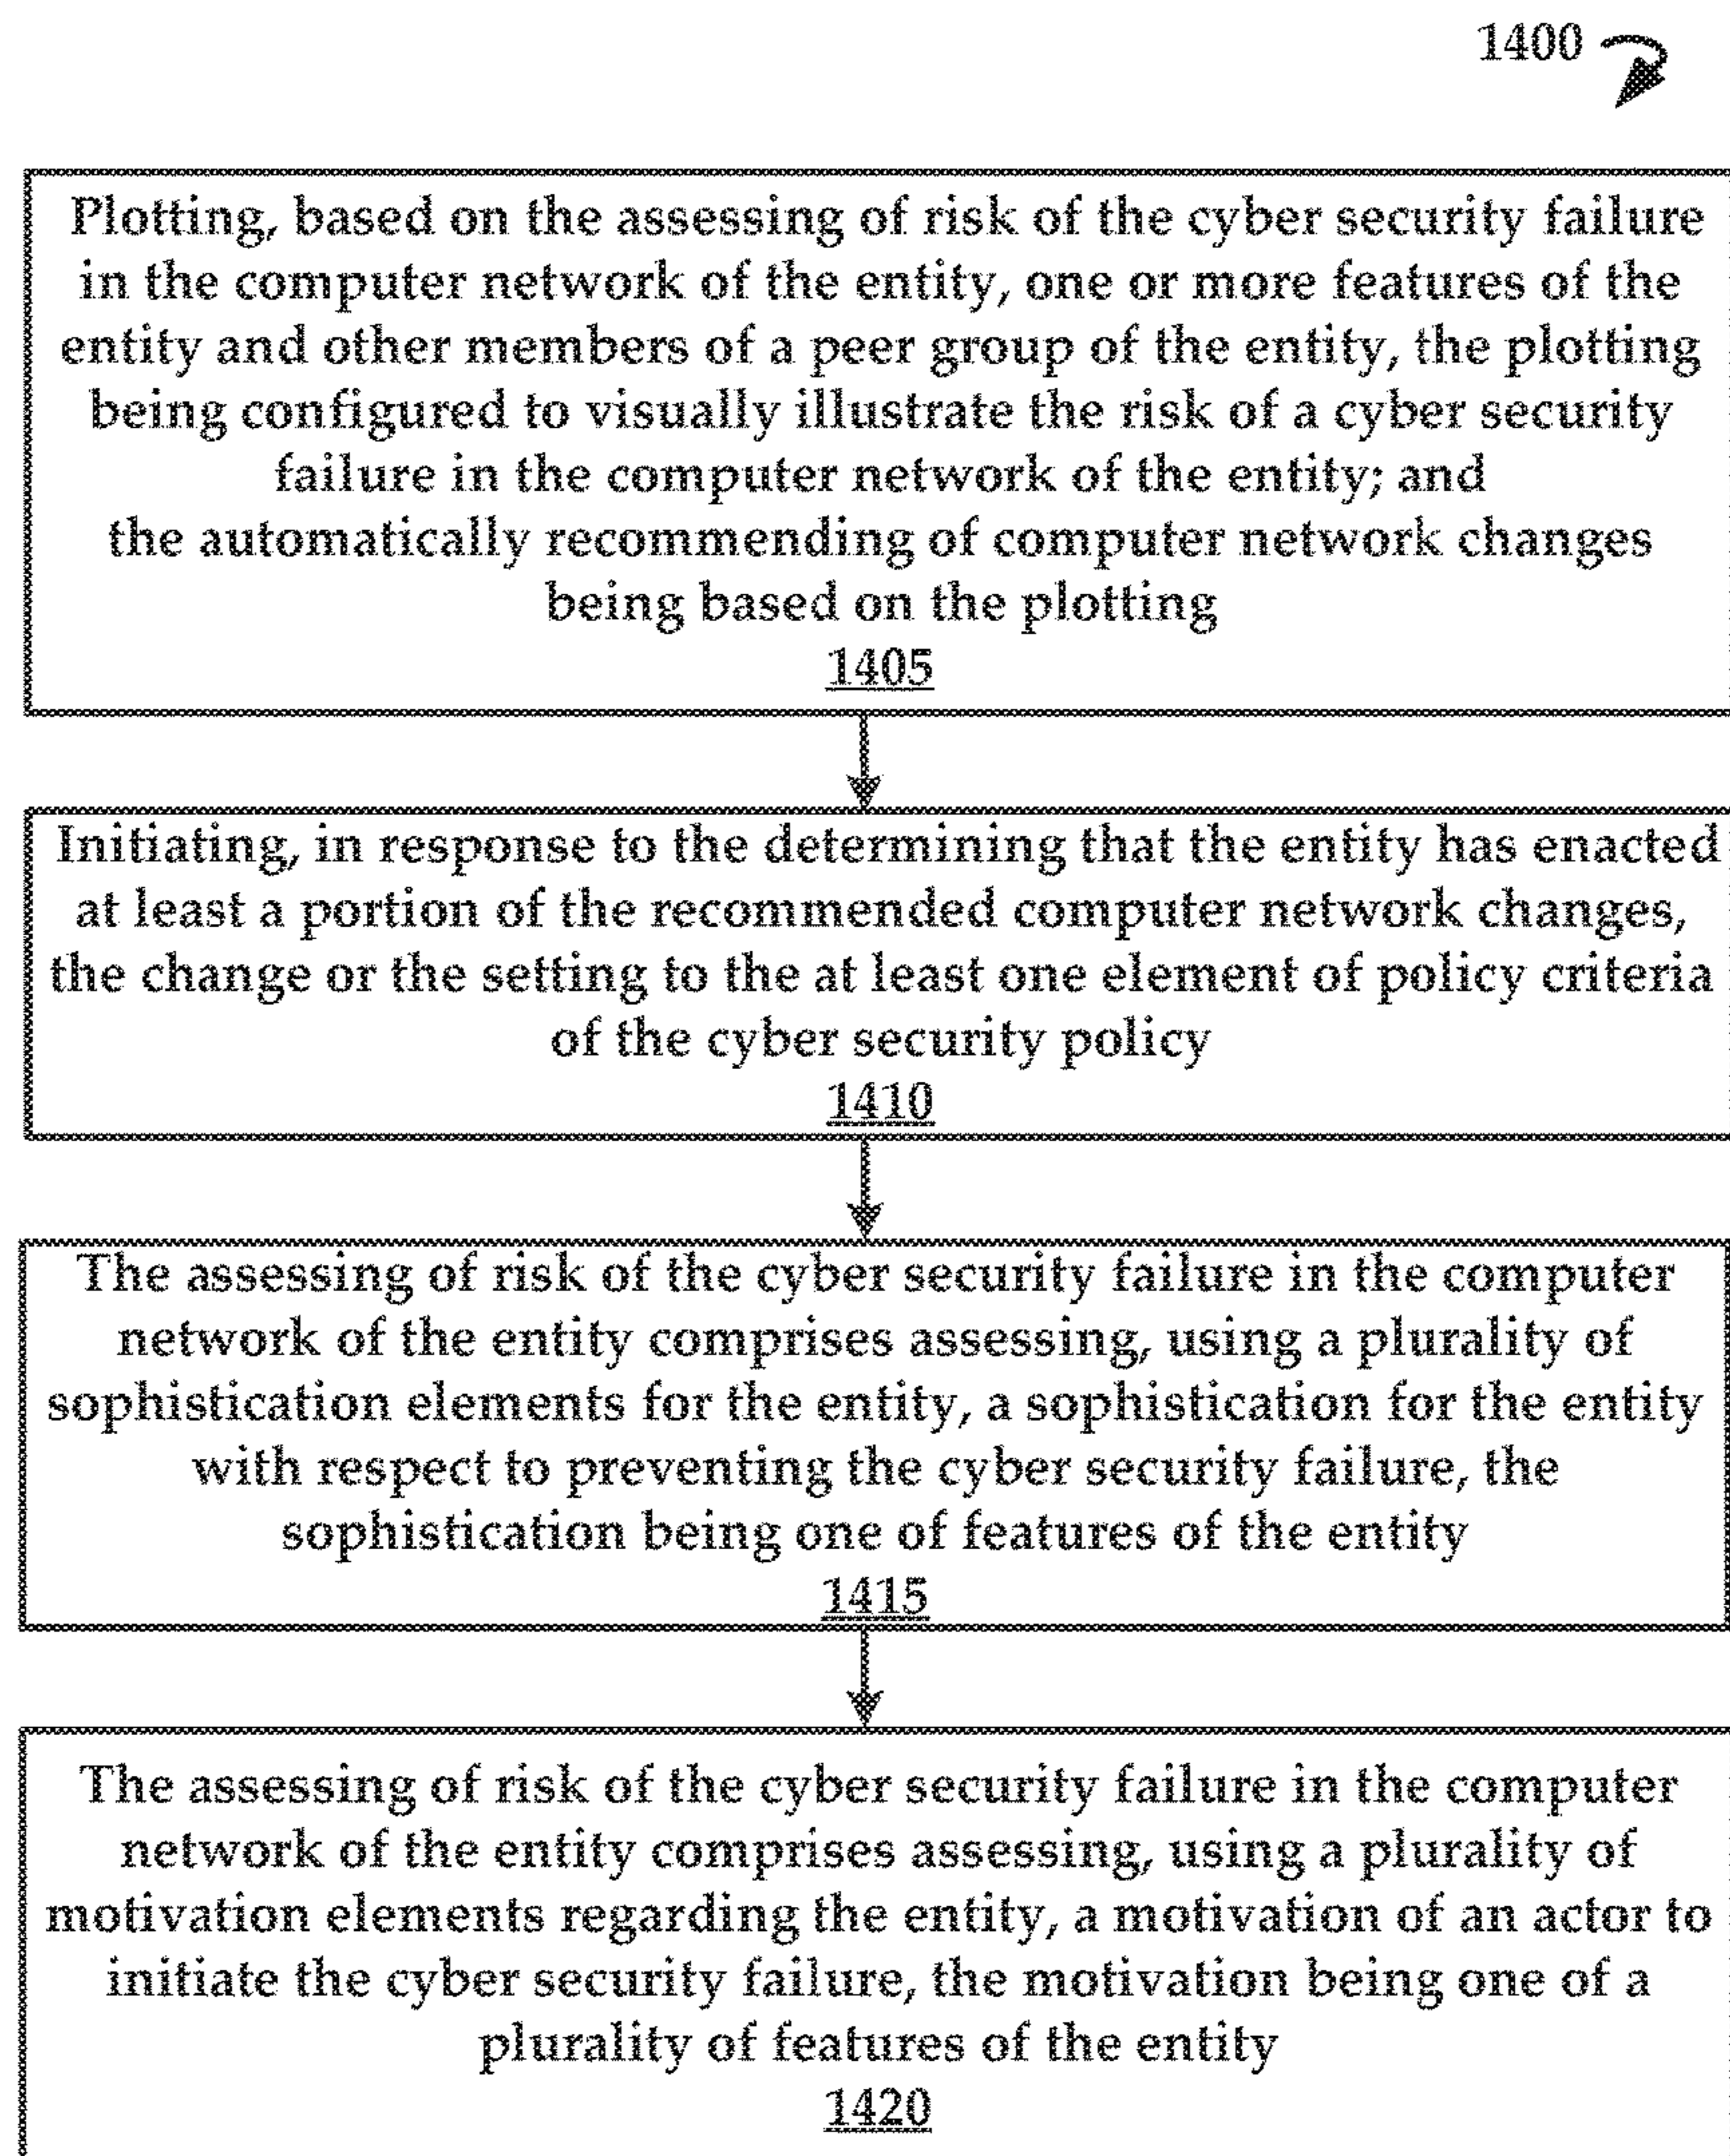 1400
Plotting, based on the assessing of risk of the cyber security failure
in the computer network of the entity, one or more features of the
entity and other members of a peer group of the entity, the plotting
being configured to visually illustrate the risk of a cyber security
failure in the computer network of the entity; and
the automatically recommending of computer network changes
being based on the plotting
1405
Initiating, in response to the determining that the entity has enacted
at least a portion of the recommended computer network changes,
the change or the setting to the at least one element of policy criteria
of the cyber security policy
1410
The assessing of risk of the cyber security failure in the computer
network of the entity comprises assessing, using a plurality of
sophistication elements for the entity, a sophistication for the entity
with respect to preventing the cyber security failure, the
sophistication being one of features of the entity
1415
The assessing of risk of the cyber security failure in the computer
network of the entity comprises assessing, using a plurality of
motivation elements regarding the entity, a motivation of an actor to
initiate the cyber security failure, the motivation being one of a
plurality of features of the entity
1420